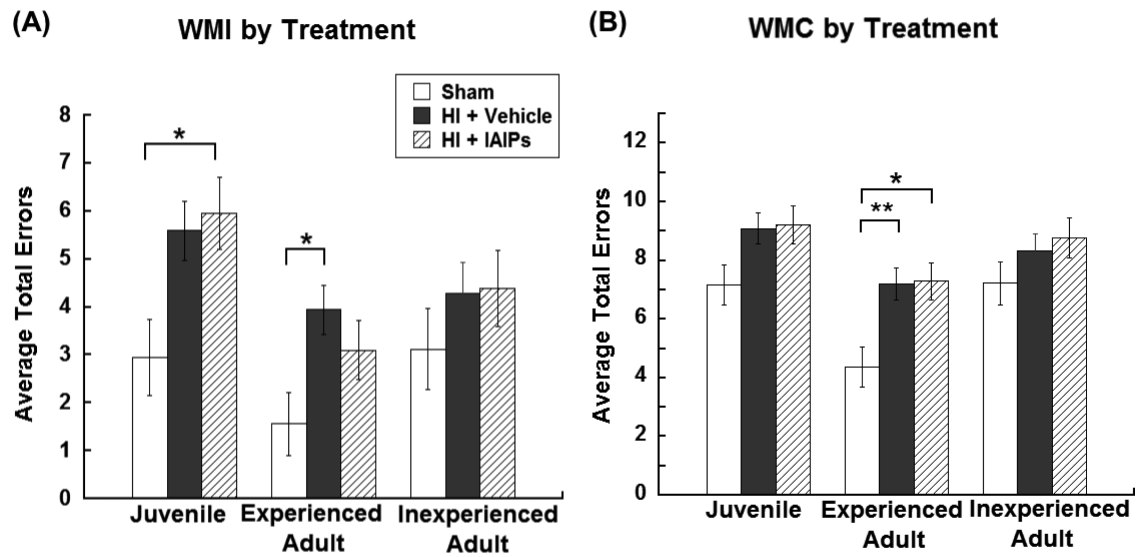 (A)
WMI by Treatment
Sham
HI + Vehicle
HI + IAIPs
Average Total Errors
8
7
6
5
4
3
2
1
0
*
*
Juvenile
Experienced
Adult
Inexperienced
Adult
(B)
WMC by Treatment
Average Total Errors
12
10
8
6
4
2
0
*
**
Juvenile
Experienced
Adult
Inexperienced
Adult